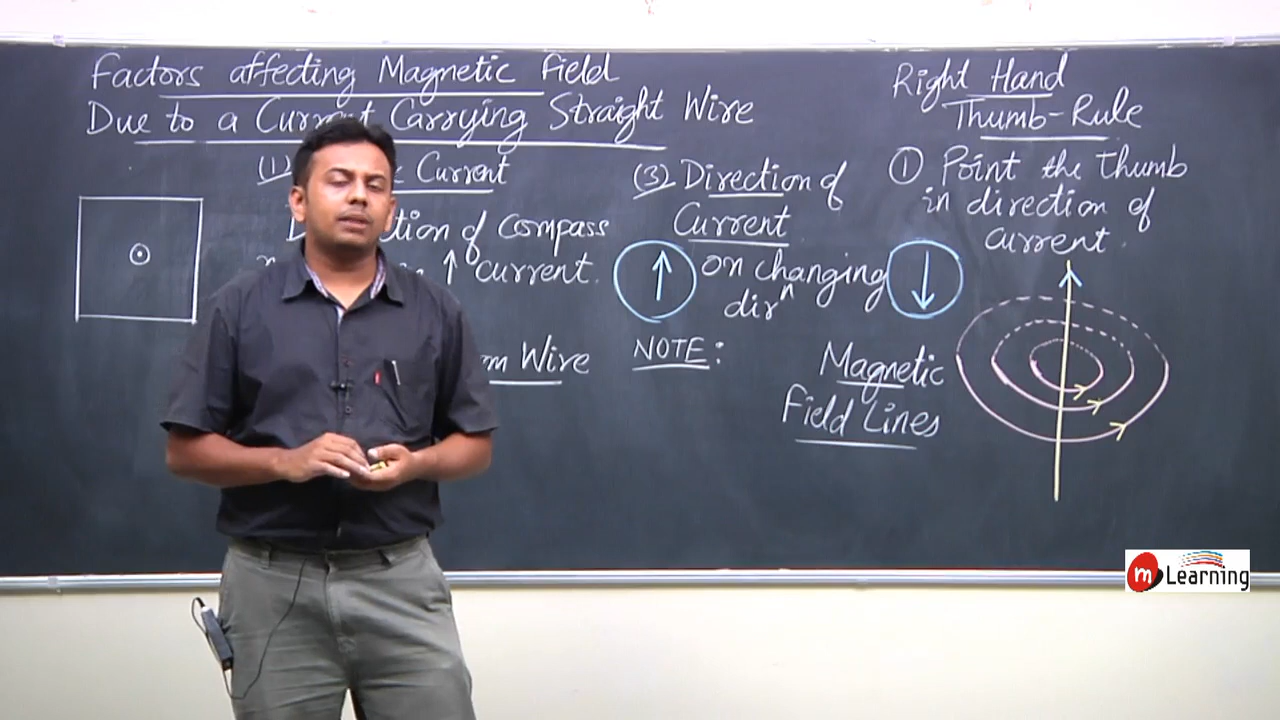 Factors affecting Magnetic Field
Due to a Current Carrying Straight Wire
(1) Current
of Compass
in ↑ current.
Wire
(3) Direction of
Current
on changing
dirⁿ
NOTE:
Magnetic
Field Lines
Right Hand
Thumb-Rule
① Point the Thumb
in direction of
current.
m Learning